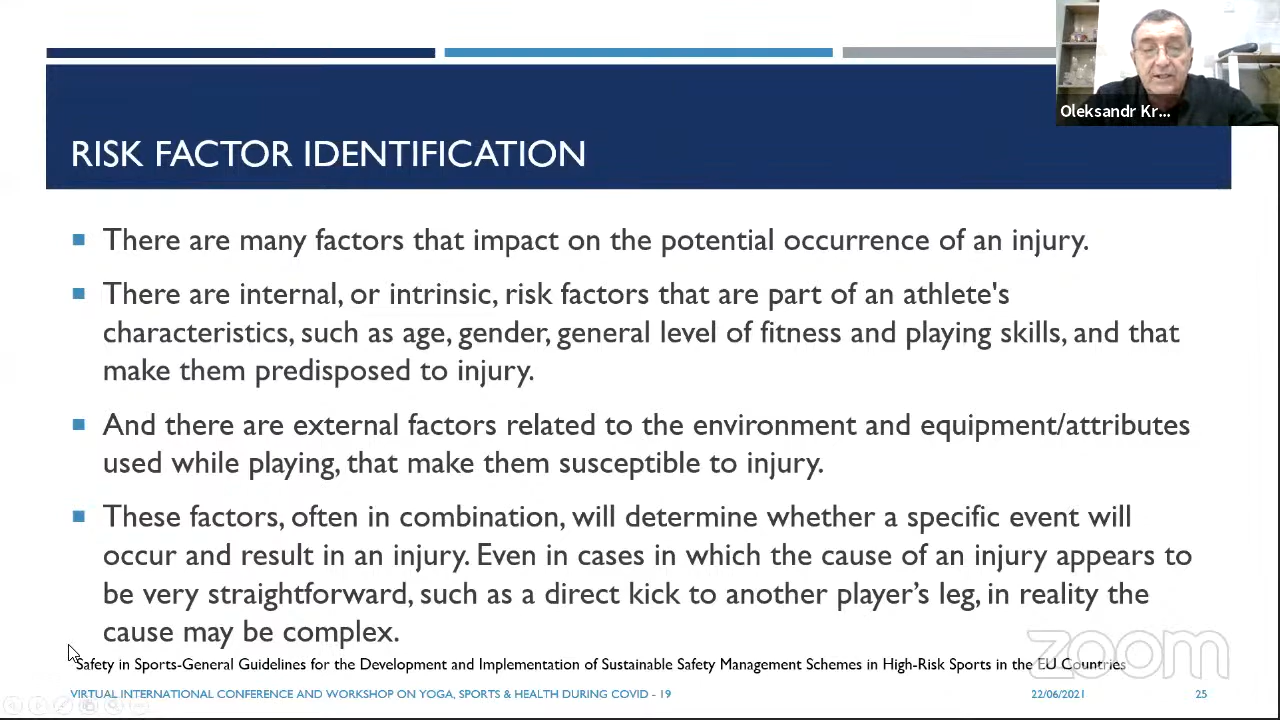 Oleksandr Kr...
RISK FACTOR IDENTIFICATION
There are many factors that impact on the potential occurrence of an injury.
There are internal, or intrinsic, risk factors that are part of an athlete's
characteristics, such as age, gender, general level of fitness and playing skills, and that
make them predisposed to injury.
And there are external factors related to the environment and equipment/attributes
used while playing, that make them susceptible to injury.
These factors, often in combination, will determine whether a specific event will
occur and result in an injury. Even in cases in which the cause of an injury appears to
be very straightforward, such as a direct kick to another player’s leg, in reality the
cause may be complex.
Safety in Sports-General Guidelines for the Development and Implementation of Sustainable Safety Management Schemes in High-Risk Sports in the EU Countries
zoom
VIRTUAL INTERNATIONAL CONFERENCE AND WORKSHOP ON YOGA, SPORTS & HEALTH DURING COVID - 19
22/06/2021
25